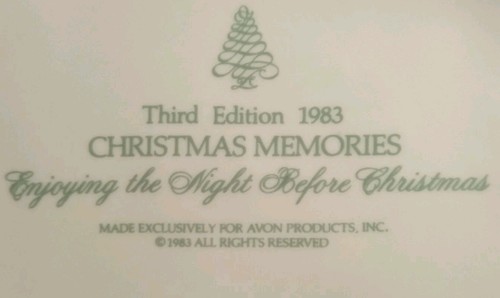 Third Edition 1983
CHRISTMAS MEMORIES
Enjoying the Night Before Christmas
MADE EXCLUSIVELY FOR AVON PRODUCTS, INC.
©1983 ALL RIGHTS RESERVED